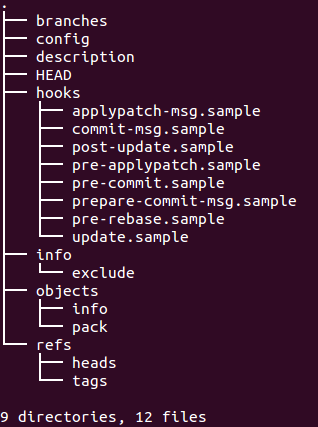 .
├── branches
├── config
├── description
├── HEAD
├── hooks
│   ├── applypatch-msg.sample
│   ├── commit-msg.sample
│   ├── post-update.sample
│   ├── pre-applypatch.sample
│   ├── pre-commit.sample
│   ├── prepare-commit-msg.sample
│   ├── pre-rebase.sample
│   └── update.sample
├── info
│   └── exclude
├── objects
│   ├── info
│   └── pack
└── refs
    ├── heads
    └── tags

9 directories, 12 files